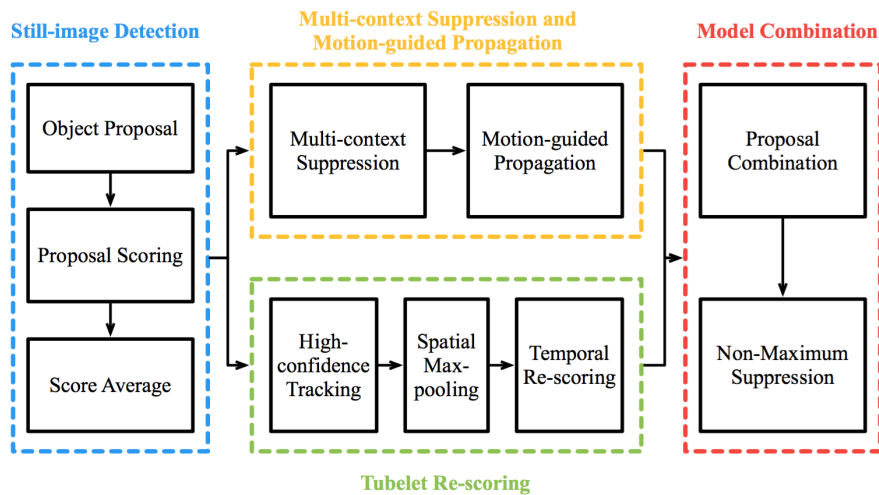 Still-image Detection
Object Proposal
Proposal Scoring
Score Average
Multi-context Suppression and
Motion-guided Propagation
Multi-context
Suppression
Motion-guided
Propagation
High-
confidence
Tracking
Spatial
Max-
pooling
Temporal
Re-scoring
Tubelet Re-scoring
Model Combination
Proposal
Combination
Non-Maximum
Suppression